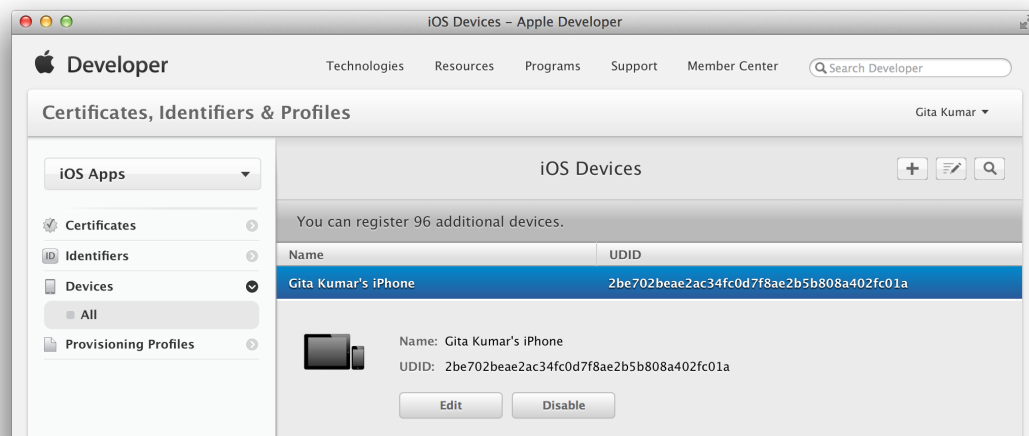 iOS Devices – Apple Developer
Developer
Technologies
Resources
Programs
Support
Member Center
Search Developer
Certificates, Identifiers & Profiles
Gita Kumar
iOS Apps
Certificates
ID Identifiers
Devices
All
Provisioning Profiles
iOS Devices
You can register 96 additional devices.
Name
UDID
Gita Kumar's iPhone
2be702beae2ac34fc0d7f8ae2b5b808a402fc01a
Name: Gita Kumar's iPhone
UDID: 2be702beae2ac34fc0d7f8ae2b5b808a402fc01a
Edit
Disable